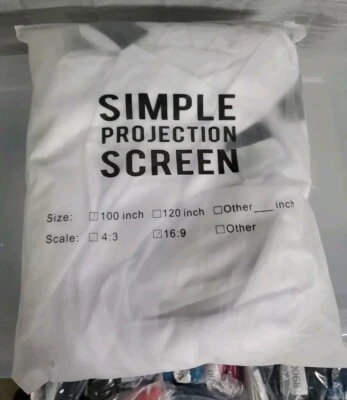 SIMPLE
PROJECTION
SCREEN
Size: ☑100 inch ☐120 inch ☐Other___ inch
Scale: ☐4:3 ☑16:9 ☐Other